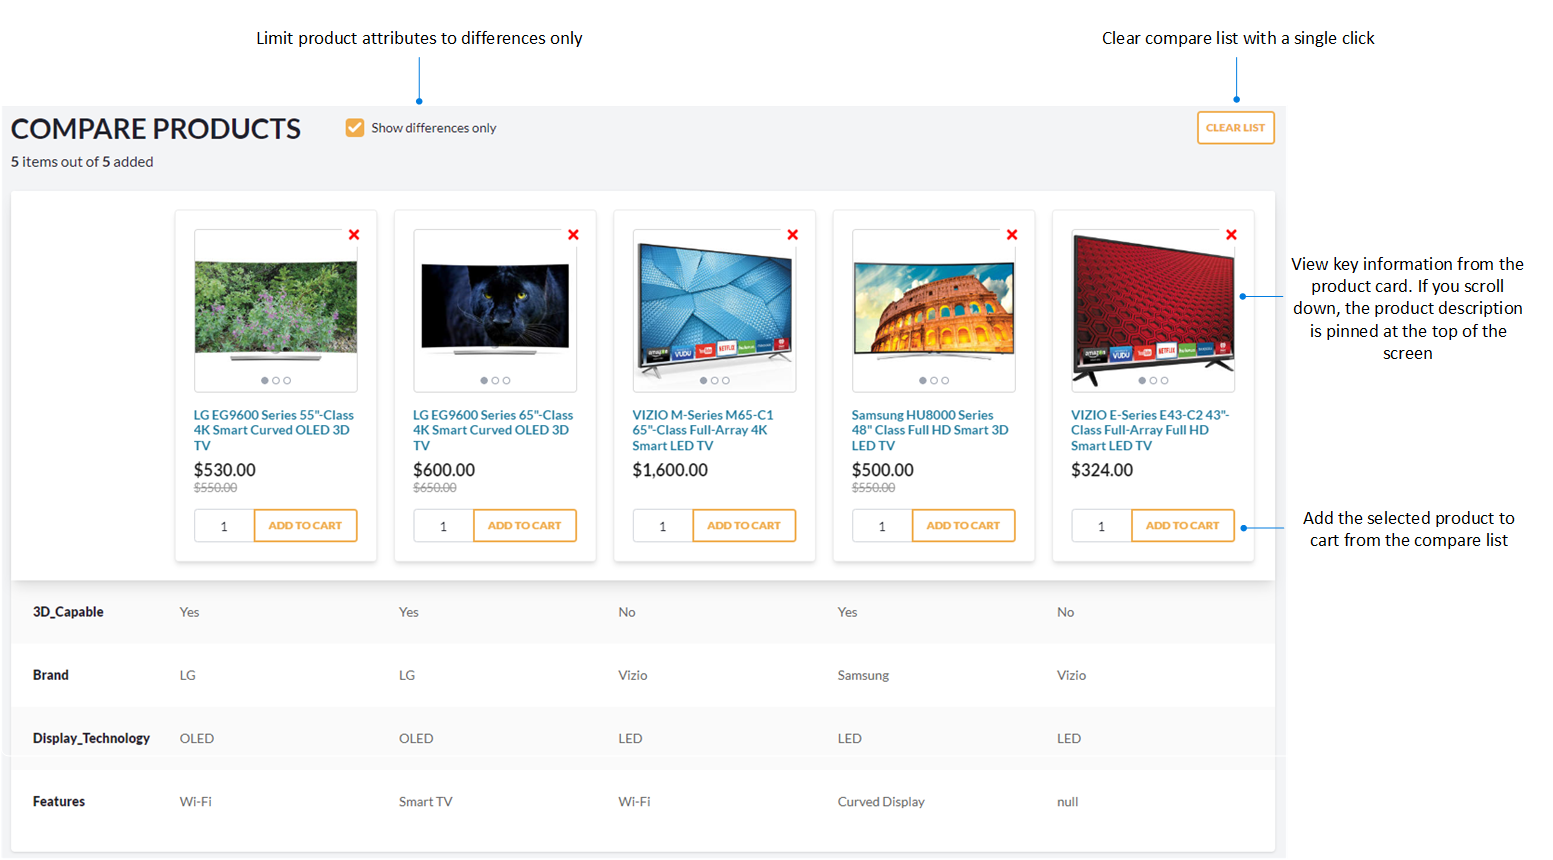 Limit product attributes to differences only
Clear compare list with a single click
COMPARE PRODUCTS
Show differences only
CLEAR LIST
5 items out of 5 added
LG EG9600 Series 55"-Class
4K Smart Curved OLED 3D
TV
$530.00
$550.00
1
ADD TO CART
LG EG9600 Series 65"-Class
4K Smart Curved OLED 3D
TV
$600.00
$650.00
1
ADD TO CART
amazon
VUDU
YouTube
NETFLIX
VIZIO M-Series M65-C1
65"-Class Full-Array 4K
Smart LED TV
$1,600.00
1
ADD TO CART
Samsung HU8000 Series
48" Class Full HD Smart 3D
LED TV
$500.00
$550.00
1
ADD TO CART
amazon
VUDU
YouTube
NETFLIX
VIZIO E-Series E43-C2 43"-
Class Full-Array Full HD
Smart LED TV
$324.00
1
ADD TO CART
View key information from the
product card. If you scroll
down, the product description
is pinned at the top of the
screen
Add the selected product to
cart from the compare list
3D_Capable Yes Yes No Yes No
Brand LG LG Vizio Samsung Vizio
Display_Technology OLED OLED LED LED LED
Features Wi-Fi Smart TV Wi-Fi Curved Display null